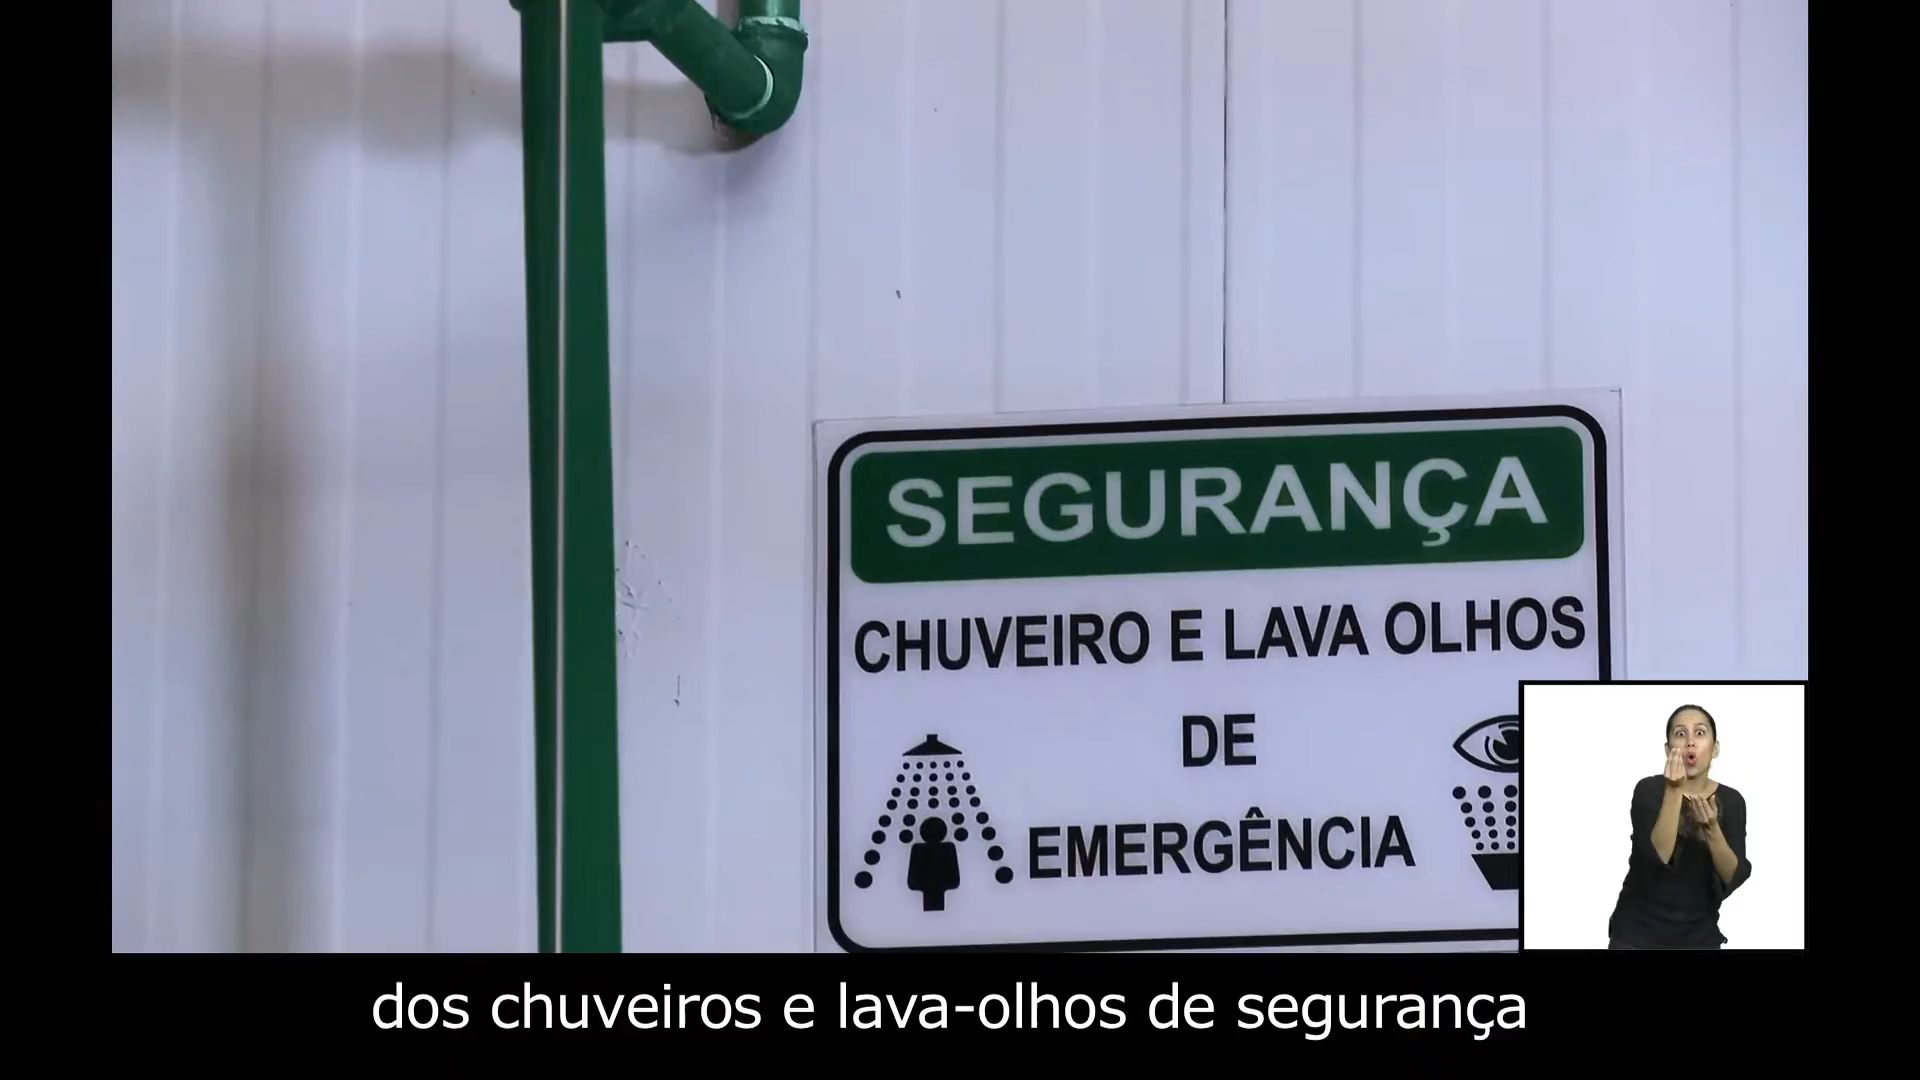 SEGURANÇA
CHUVEIRO E LAVA OLHOS
DE
EMERGÊNCIA
dos chuveiros e lava-olhos de segurança